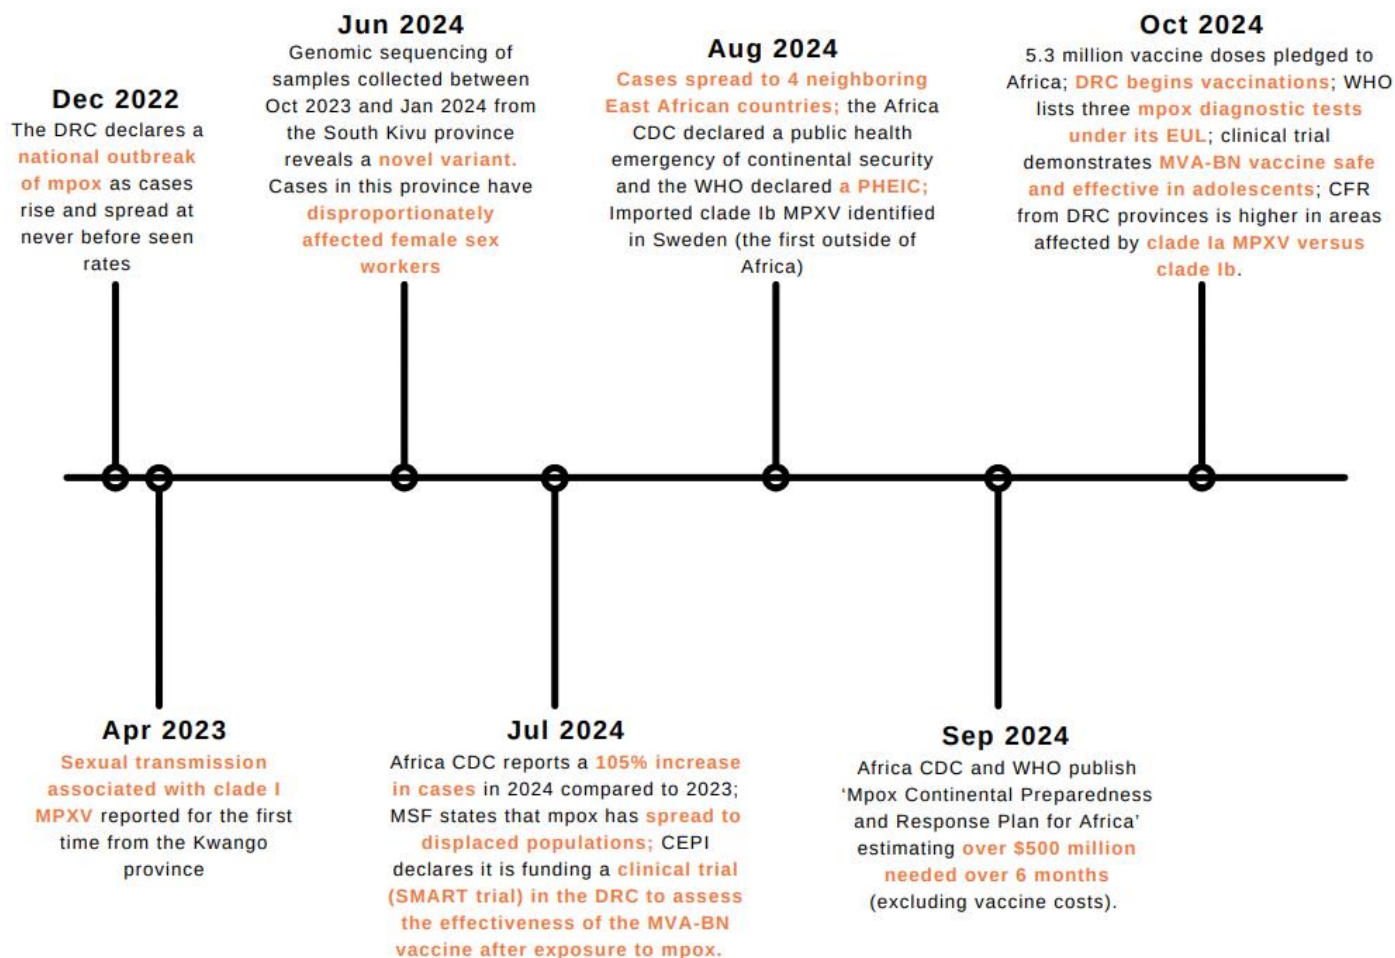 Dec 2022
The DRC declares a
national outbreak
of mpox as cases
rise and spread at
never before seen
rates
Apr 2023
Sexual transmission
associated with clade I
MPXV reported for the first
time from the Kwango
province
Jun 2024
Genomic sequencing of
samples collected between
Oct 2023 and Jan 2024 from
the South Kivu province
reveals a novel variant.
Cases in this province have
disproportionately
affected female sex
workers
Jul 2024
Africa CDC reports a 105% increase
in cases in 2024 compared to 2023;
MSF states that mpox has spread to
displaced populations; CEPI
declares it is funding a clinical trial
(SMART trial) in the DRC to assess
the effectiveness of the MVA-BN
vaccine after exposure to mpox.
Aug 2024
Cases spread to 4 neighboring
East African countries; the Africa
CDC declared a public health
emergency of continental security
and the WHO declared a PHEIC;
Imported clade Ib MPXV identified
in Sweden (the first outside of
Africa)
Sep 2024
Africa CDC and WHO publish
‘Mpox Continental Preparedness
and Response Plan for Africa’
estimating over $500 million
needed over 6 months
(excluding vaccine costs).
Oct 2024
5.3 million vaccine doses pledged to
Africa; DRC begins vaccinations; WHO
lists three mpox diagnostic tests
under its EUL; clinical trial
demonstrates MVA-BN vaccine safe
and effective in adolescents; CFR
from DRC provinces is higher in areas
affected by clade Ia MPXV versus
clade Ib.